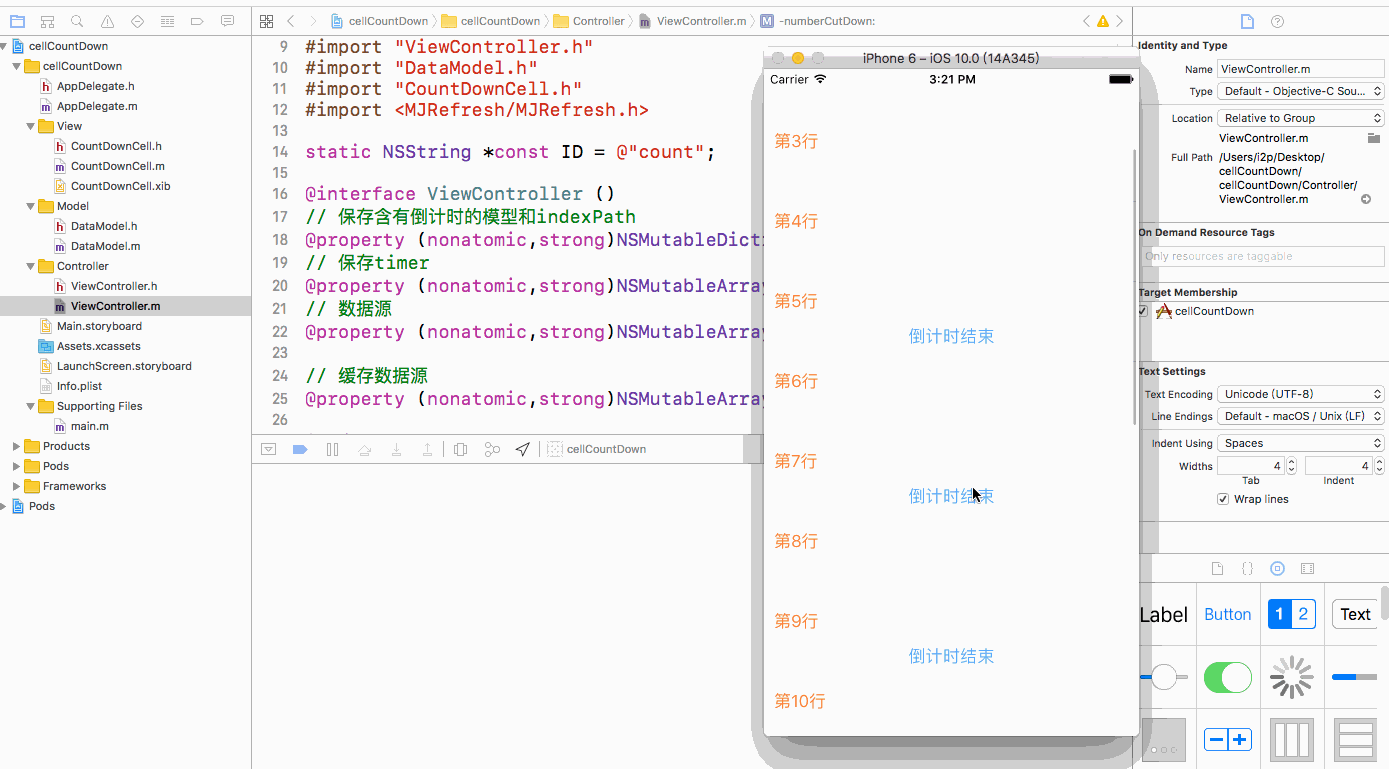 cellCountDown
cellCountDown
Controller
ViewController.m
-numberCutDown:
cellCountDown
cellCountDown
AppDelegate.h
AppDelegate.m
View
CountDownCell.h
CountDownCell.m
CountDownCell.xib
Model
DataModel.h
DataModel.m
Controller
ViewController.h
ViewController.m
Main.storyboard
Assets.xcassets
LaunchScreen.storyboard
Info.plist
Supporting Files
main.m
Products
Pods
Frameworks
Pods
9 #import "ViewController.h"
10 #import "DataModel.h"
11 #import "CountDownCell.h"
12 #import <MJRefresh/MJRefresh.h>
13
14 static NSString *const ID = @"count";
15
16 @interface ViewController ()
17 // 保存含有倒计时的模型和indexPath
18 @property (nonatomic,strong)NSMutableDict
19 // 保存timer
20 @property (nonatomic,strong)NSMutableArray
21 // 数据源
22 @property (nonatomic,strong)NSMutableArray
23
24 // 缓存数据源
25 @property (nonatomic,strong)NSMutableArray
26
cellCountDown
iPhone 6 – iOS 10.0 (14A345)
Carrier 3:21 PM
第3行
第4行
第5行
倒计时结束
第6行
第7行
倒计时结束
第8行
第9行
倒计时结束
第10行
Identity and Type
Name ViewController.m
Type Default - Objective-C Sou...
Location Relative to Group
ViewController.m
Full Path /Users/i2p/Desktop/
cellCountDown/
cellCountDown/Controller/
ViewController.m
On Demand Resource Tags
Only resources are taggable
Target Membership
cellCountDown
Text Settings
Text Encoding Unicode (UTF-8)
Line Endings Default - macOS / Unix (LF)
Indent Using Spaces
Widths 4 4
Tab Indent
Wrap lines
Label Button 1 2 Text